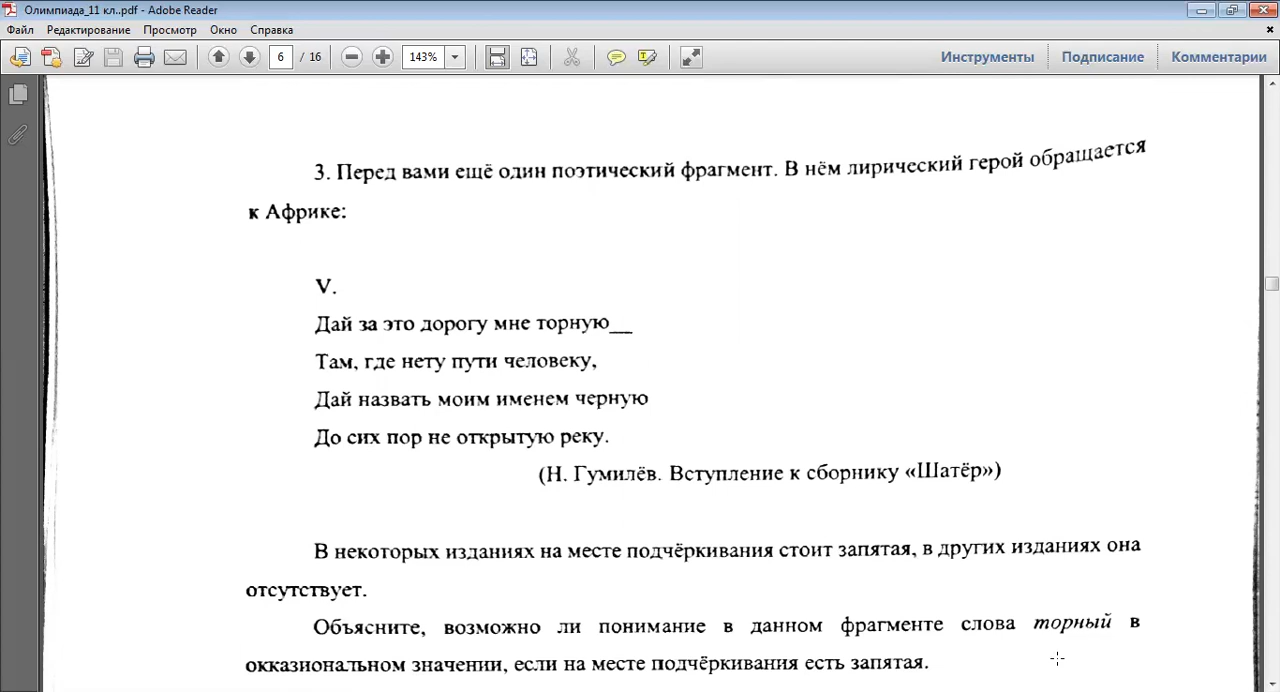 Олимпиада_11 кл..pdf - Adobe Reader
Файл Редактирование Просмотр Окно Справка
6 / 16 143% Инструменты Подписание Комментарии
3. Перед вами ещё один поэтический фрагмент. В нём лирический герой обращается
к Африке:
V.
Дай за это дорогу мне торную__
Там, где нету пути человеку,
Дай назвать моим именем черную
До сих пор не открытую реку.
(Н. Гумилёв. Вступление к сборнику «Шатёр»)
В некоторых изданиях на месте подчёркивания стоит запятая, в других изданиях она
отсутствует.
Объясните, возможно ли понимание в данном фрагменте слова торный в
окказиональном значении, если на месте подчёркивания есть запятая.